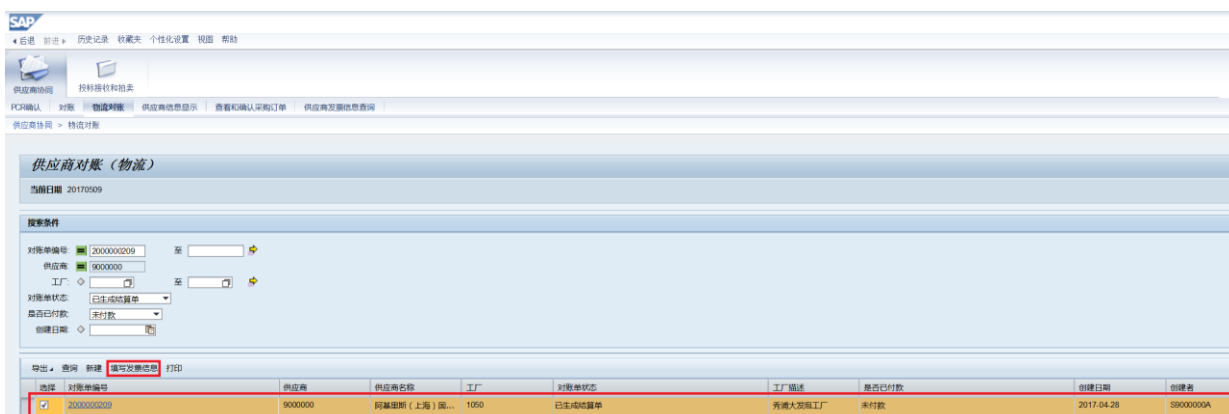 SAP
后退 前进 历史记录 收藏夹 个性化设置 视图 帮助
供应商协同 投标接收和拍卖
PCR确认 对账 物流对账 供应商信息显示 查看和确认采购订单 供应商发票信息查询
供应商协同 > 物流对账
供应商对账（物流）
当前日期 20170509
搜索条件
对账单编号: 2000000209 至
供应商: 9000000
工厂: 至
对账单状态: 已生成结算单
是否已付款: 未付款
创建日期:
导出 查询 新建 填写发票信息 打印
选择 对账单编号 供应商 供应商名称 工厂 对账单状态 工厂描述 是否已付款 创建日期 创建者
2000000209 9000000 阿基里斯（上海）国... 1050 已生成结算单 大发瓶工厂 未付款 2017-04-28 S9000000A